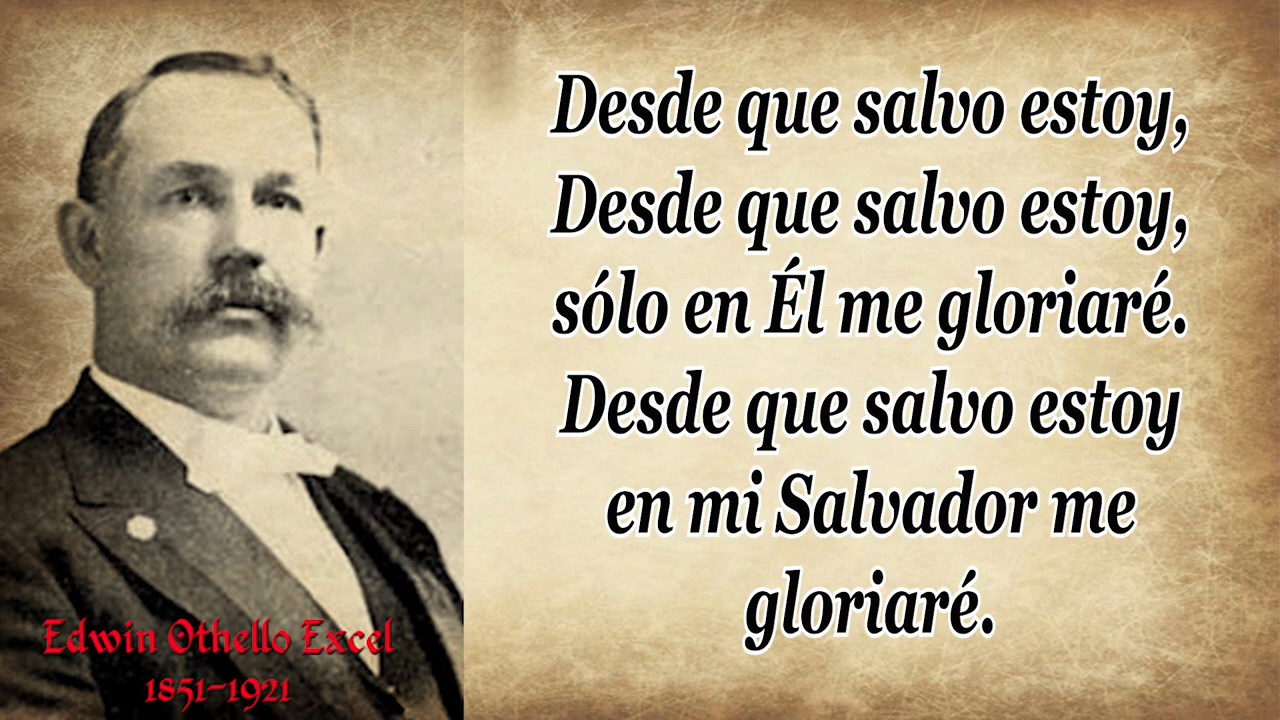 Desde que salvo estoy,
Desde que salvo estoy,
sólo en Él me gloriaré.
Desde que salvo estoy
en mi Salvador me
gloriaré.
Edwin Othello Excel
1851-1921